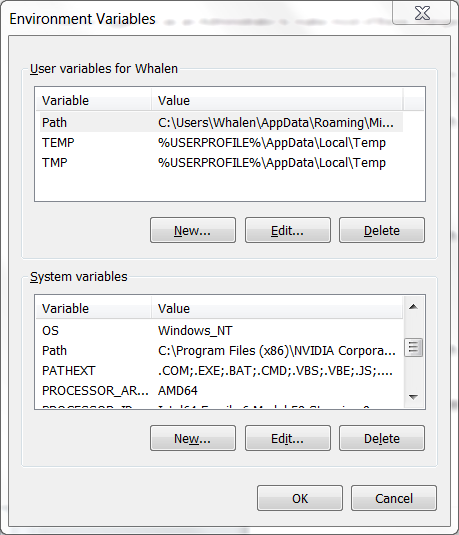 Environment Variables
User variables for Whalen
Variable Value
Path C:\Users\Whalen\AppData\Roaming\Mi...
TEMP %USERPROFILE%\AppData\Local\Temp
TMP %USERPROFILE%\AppData\Local\Temp
New... Edit... Delete
System variables
Variable Value
OS Windows_NT
Path C:\Program Files (x86)\NVIDIA Corpora...
PATHEXT .COM;.EXE;.BAT;.CMD;.VBS;.VBE;.JS;....
PROCESSOR_AR... AMD64
New... Edit... Delete
OK Cancel